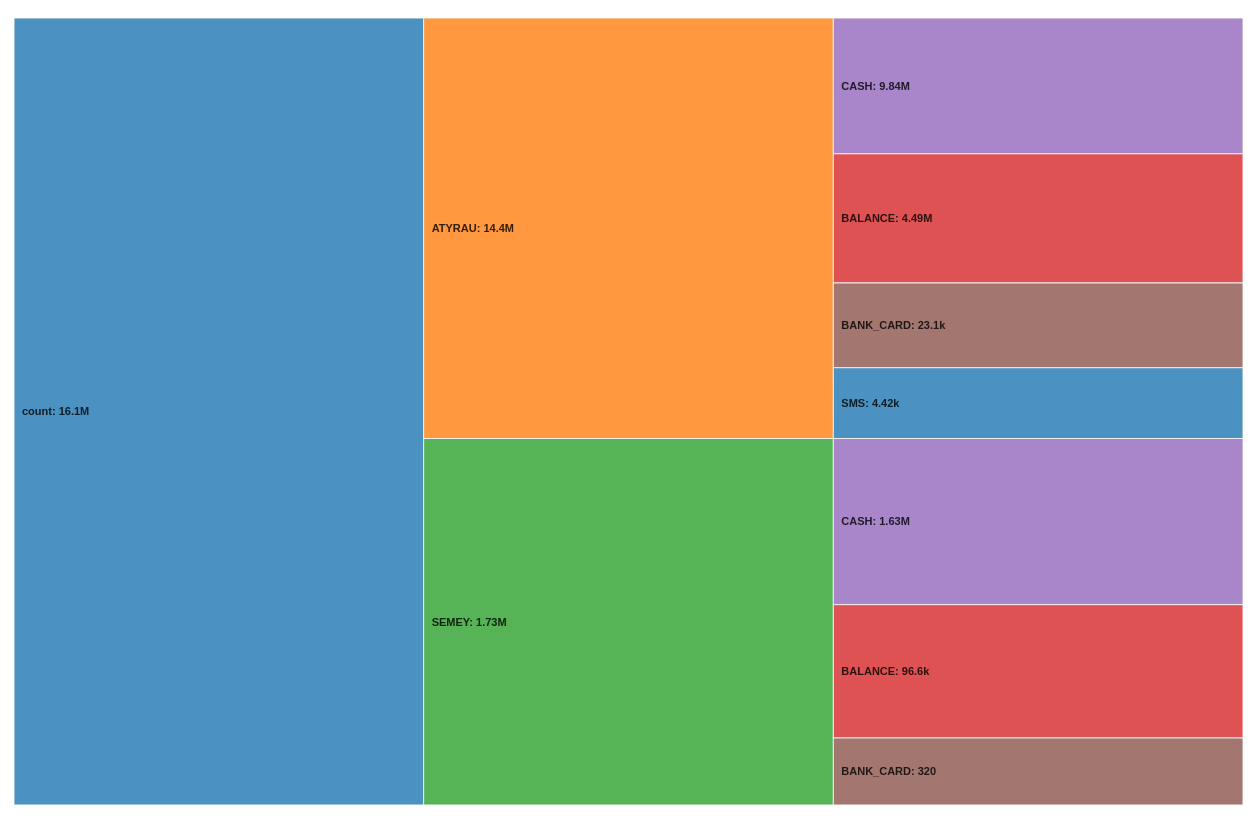 count: 16.1M
ATYRAU: 14.4M
SEMEY: 1.73M
CASH: 9.84M
BALANCE: 4.49M
BANK_CARD: 23.1k
SMS: 4.42k
CASH: 1.63M
BALANCE: 96.6k
BANK_CARD: 320